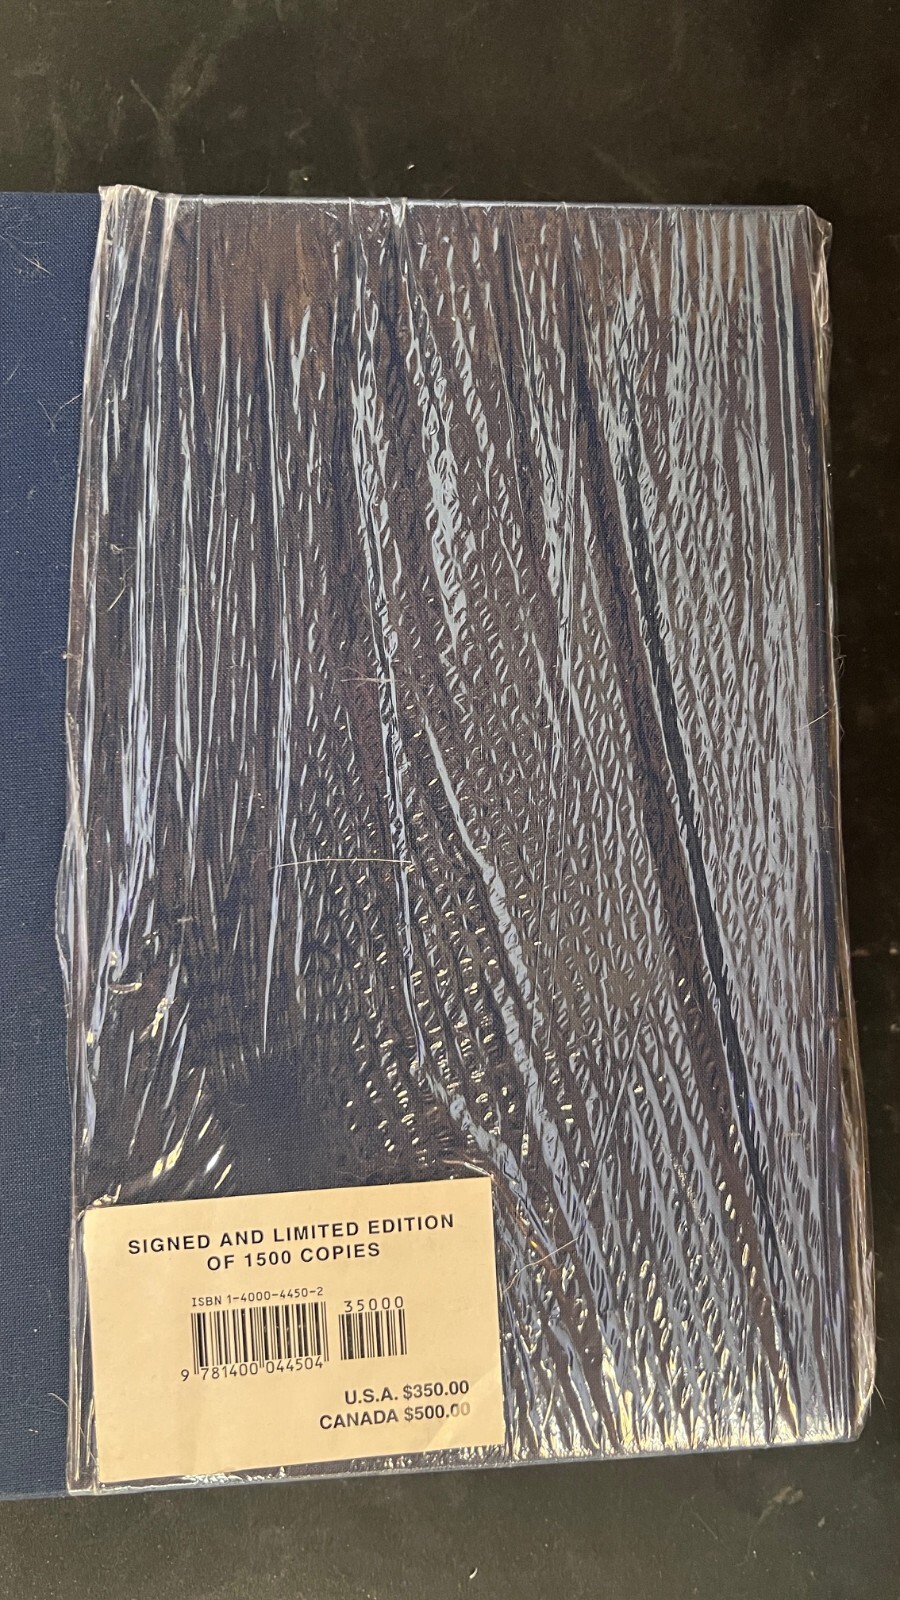 SIGNED AND LIMITED EDITION
OF 1500 COPIES
ISBN 1-4000-4450-2
35000
9 781400 044504
U.S.A. $350.00
CANADA $500.00